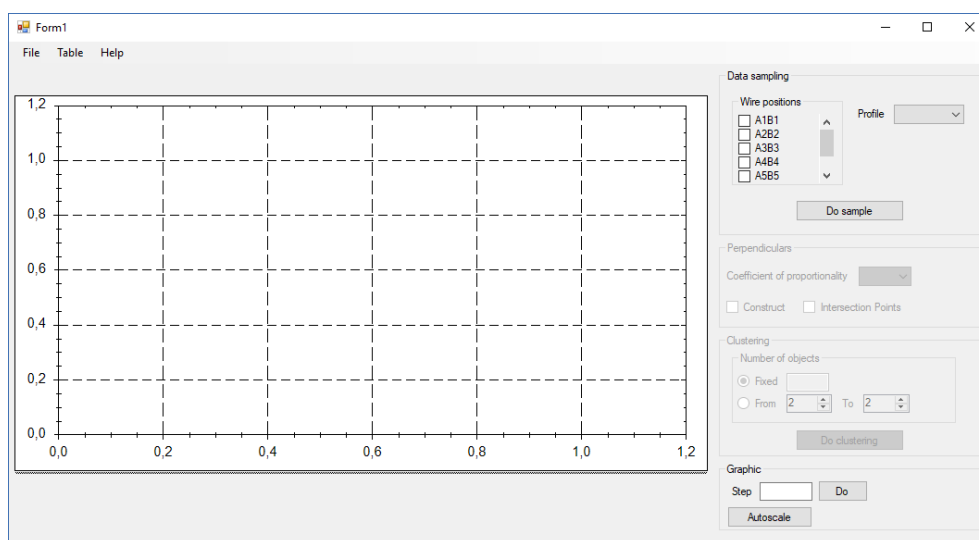 Form1
File Table Help
1,2
1,0
0,8
0,6
0,4
0,2
0,0
0,0 0,2 0,4 0,6 0,8 1,0 1,2
Data sampling
Wire positions
A1B1
A2B2
A3B3
A4B4
A5B5
Profile
Do sample
Perpendiculars
Coefficient of proportionality
Construct Intersection Points
Clustering
Number of objects
Fixed
From 2 To 2
Do clustering
Graphic
Step Do
Autoscale